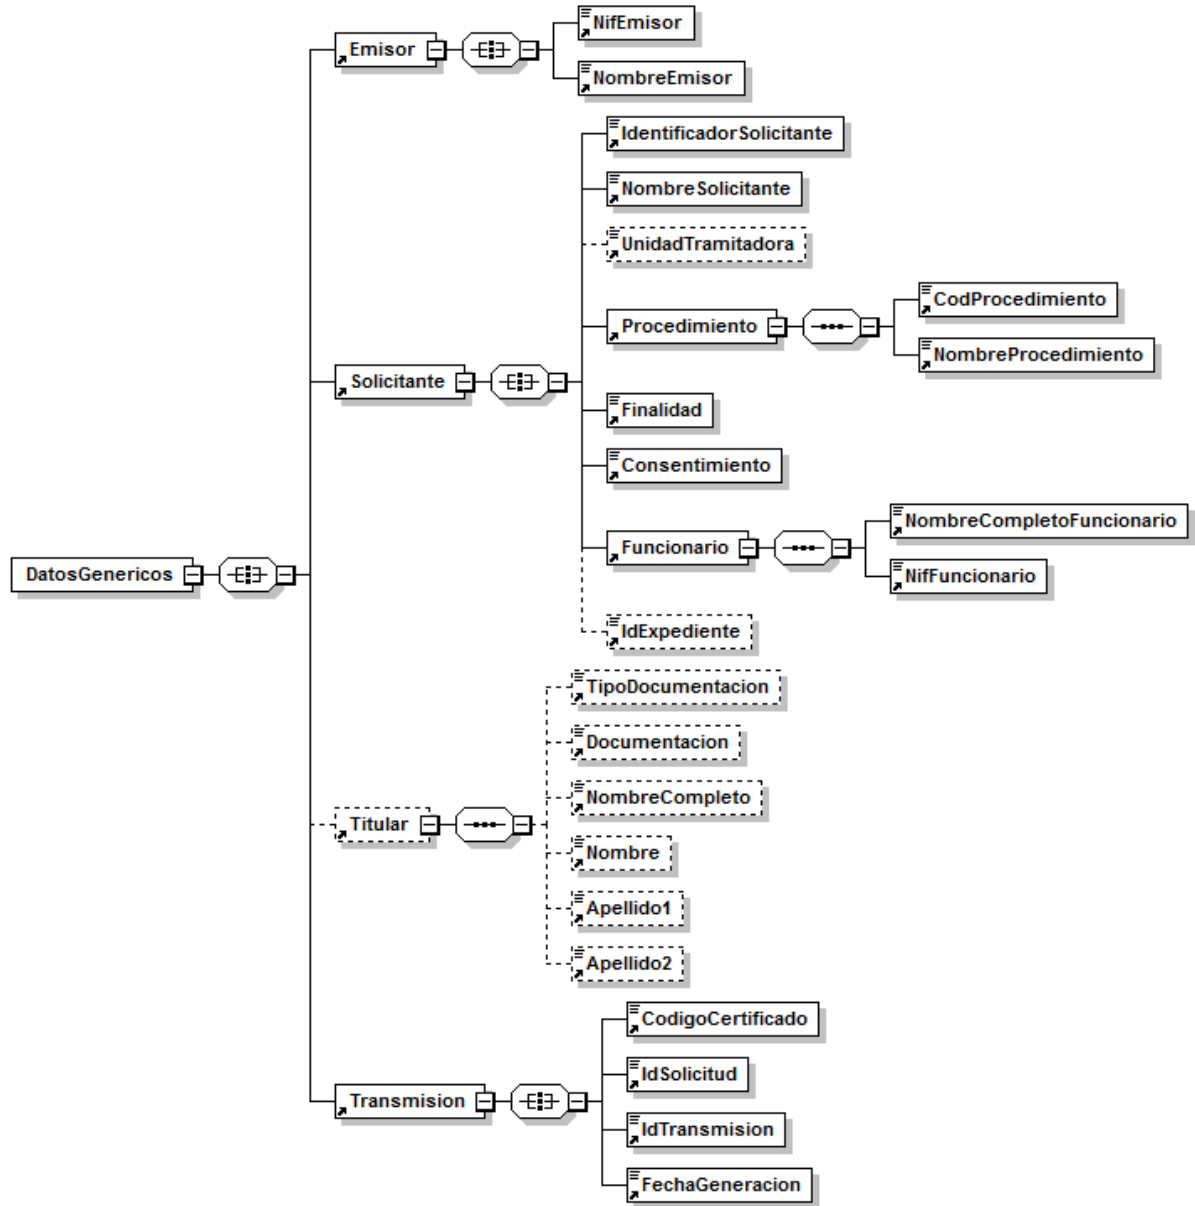 NifEmisor
Emisor
NombreEmisor
IdentificadorSolicitante
NombreSolicitante
UnidadTramitadora
CodProcedimiento
Procedimiento
NombreProcedimiento
Solicitante
Finalidad
Consentimiento
NombreCompletoFuncionario
Funcionario
DatosGenericos
NifFuncionario
IdExpediente
TipoDocumentacion
Documentacion
NombreCompleto
Titular
Nombre
Apellido1
Apellido2
CodigoCertificado
IdSolicitud
Transmision
IdTransmision
FechaGeneracion